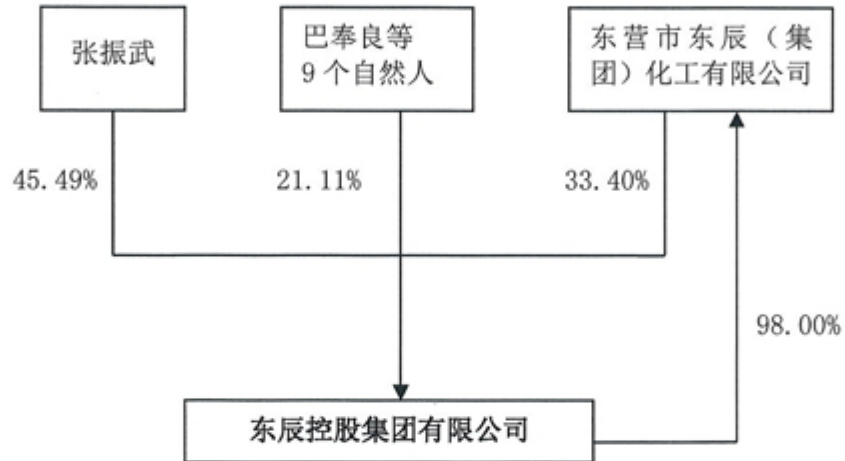 张振武
巴奉良等
9个自然人
东营市东辰（集
团）化工有限公司
45.49%
21.11%
33.40%
98.00%
东辰控股集团有限公司